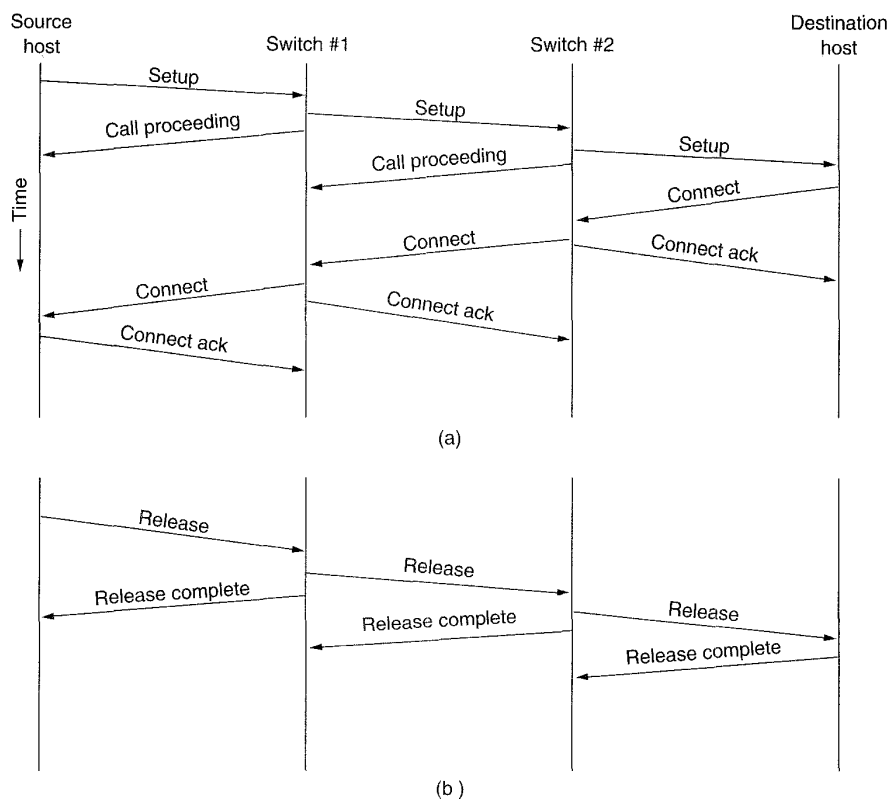 Source
host
Switch #1
Switch #2
Destination
host
Setup
Setup
Call proceeding
Setup
Call proceeding
Connect
Time
Connect
Connect ack
Connect
Connect ack
Connect ack
(a)
Release
Release
Release complete
Release
Release complete
Release complete
(b )